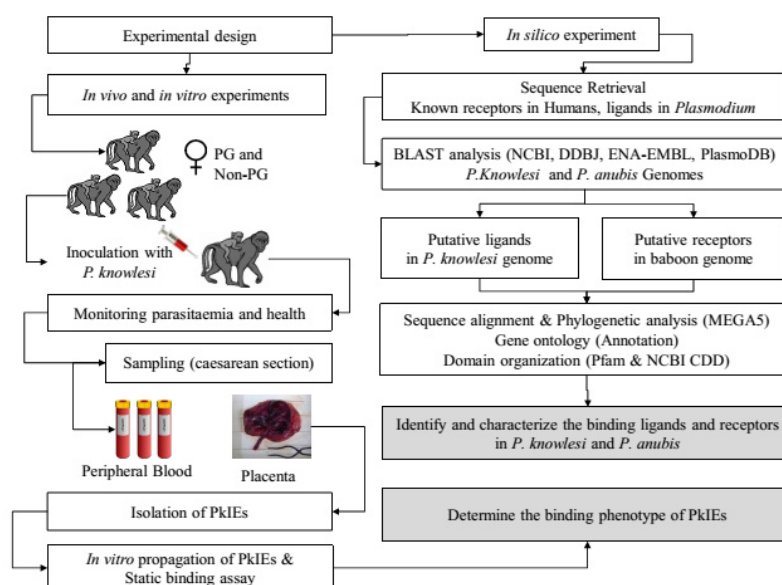 Experimental design
In silico experiment
In vivo and in vitro experiments
PG and
Non-PG
Inoculation with
P. knowlesi
Monitoring parasitaemia and health
Sampling (caesarean section)
Peripheral Blood
Placenta
Isolation of PkIEs
In vitro propagation of PkIEs &
Static binding assay
Sequence Retrieval
Known receptors in Humans, ligands in Plasmodium
BLAST analysis (NCBI, DDBJ, ENA-EMBL, PlasmoDB)
P.Knowlesi and P. anubis Genomes
Putative ligands
in P. knowlesi genome
Putative receptors
in baboon genome
Sequence alignment & Phylogenetic analysis (MEGA5)
Gene ontology (Annotation)
Domain organization (Pfam & NCBI CDD)
Identify and characterize the binding ligands and receptors
in P. knowlesi and P. anubis
Determine the binding phenotype of PkIEs